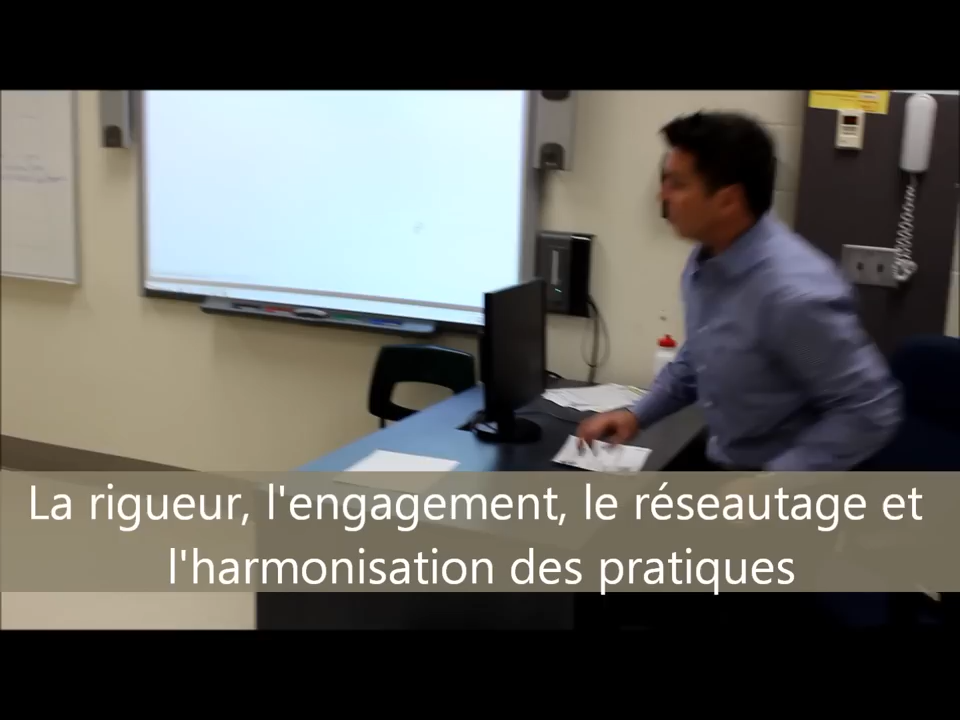 La rigueur, l'engagement, le réseautage et
l'harmonisation des pratiques